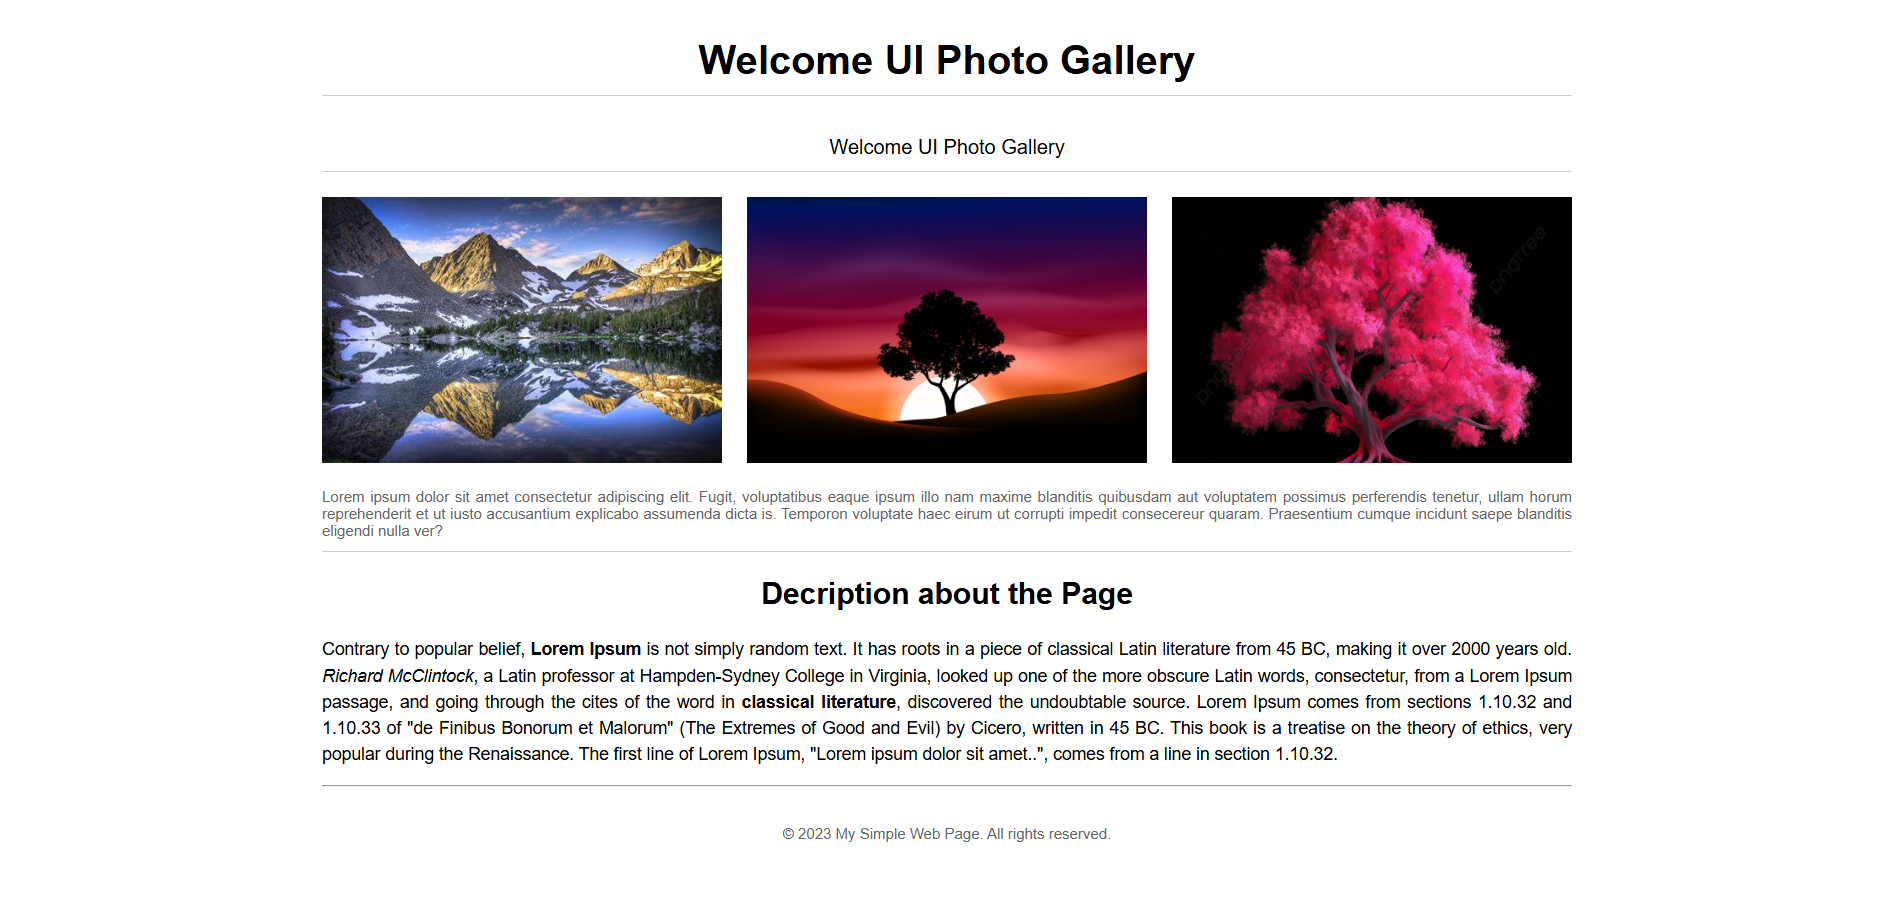 Welcome UI Photo Gallery
Welcome UI Photo Gallery
pngtree
pngtree
Lorem ipsum dolor sit amet consectetur adipiscing elit. Fugit, voluptatibus eaque ipsum illo nam maxime blanditis quibusdam aut voluptatem possimus perferendis tenetur, ullam horum
reprehenderit et ut iusto accusantium explicabo assumenda dicta is. Temporon voluptate haec eirum ut corrupti impedit consecereur quaram. Praesentium cumque incidunt saepe blanditis
eligendi nulla ver?
Decription about the Page
Contrary to popular belief, Lorem Ipsum is not simply random text. It has roots in a piece of classical Latin literature from 45 BC, making it over 2000 years old.
Richard McClintock, a Latin professor at Hampden-Sydney College in Virginia, looked up one of the more obscure Latin words, consectetur, from a Lorem Ipsum
passage, and going through the cites of the word in classical literature, discovered the undoubtable source. Lorem Ipsum comes from sections 1.10.32 and
1.10.33 of "de Finibus Bonorum et Malorum" (The Extremes of Good and Evil) by Cicero, written in 45 BC. This book is a treatise on the theory of ethics, very
popular during the Renaissance. The first line of Lorem Ipsum, "Lorem ipsum dolor sit amet..", comes from a line in section 1.10.32.
© 2023 My Simple Web Page. All rights reserved.